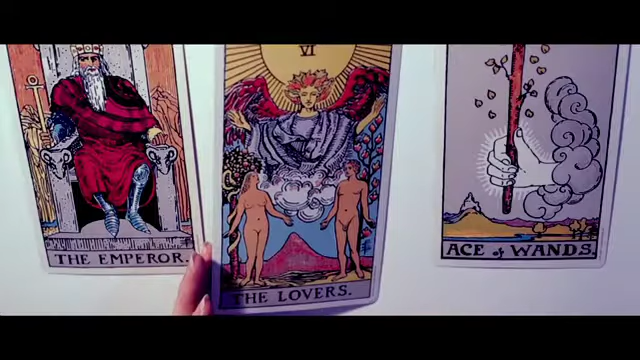 VI
THE EMPEROR.
THE LOVERS.
ACE of WANDS.